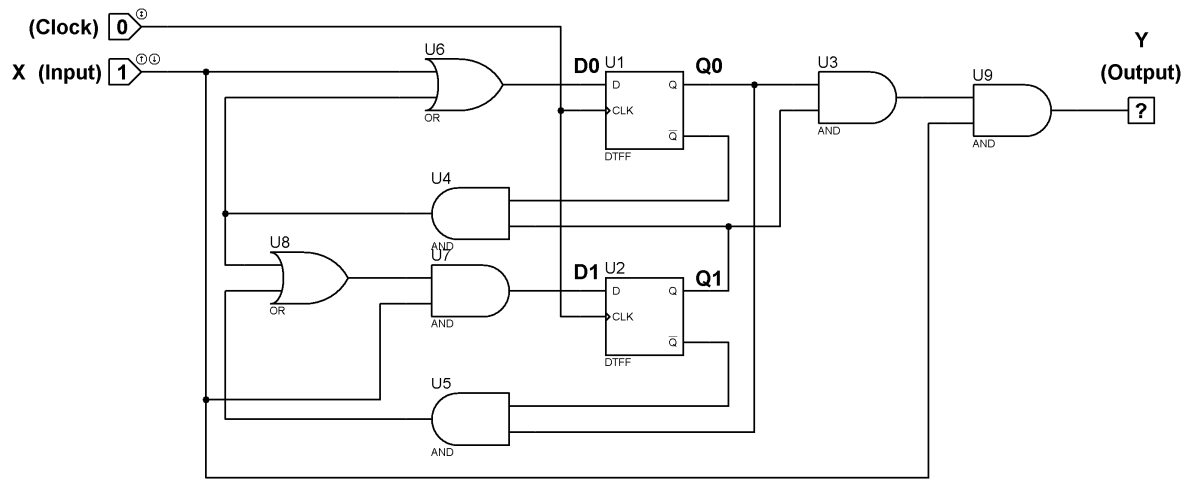 (Clock) 0
X (Input) 1
U6
OR
D0 U1 Q0
D Q
CLK
Q
DTFF
U3
AND
U9
AND
Y
(Output)
?
U4
AND
U8
OR
U7
AND
D1 U2 Q1
D Q
CLK
Q
DTFF
U5
AND